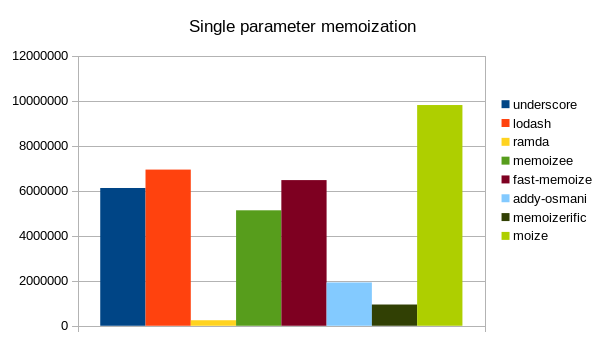 Single parameter memoization
12000000
10000000
8000000
6000000
4000000
2000000
0
underscore
lodash
ramda
memoizee
fast-memoize
addy-osmani
memoizerific
moize